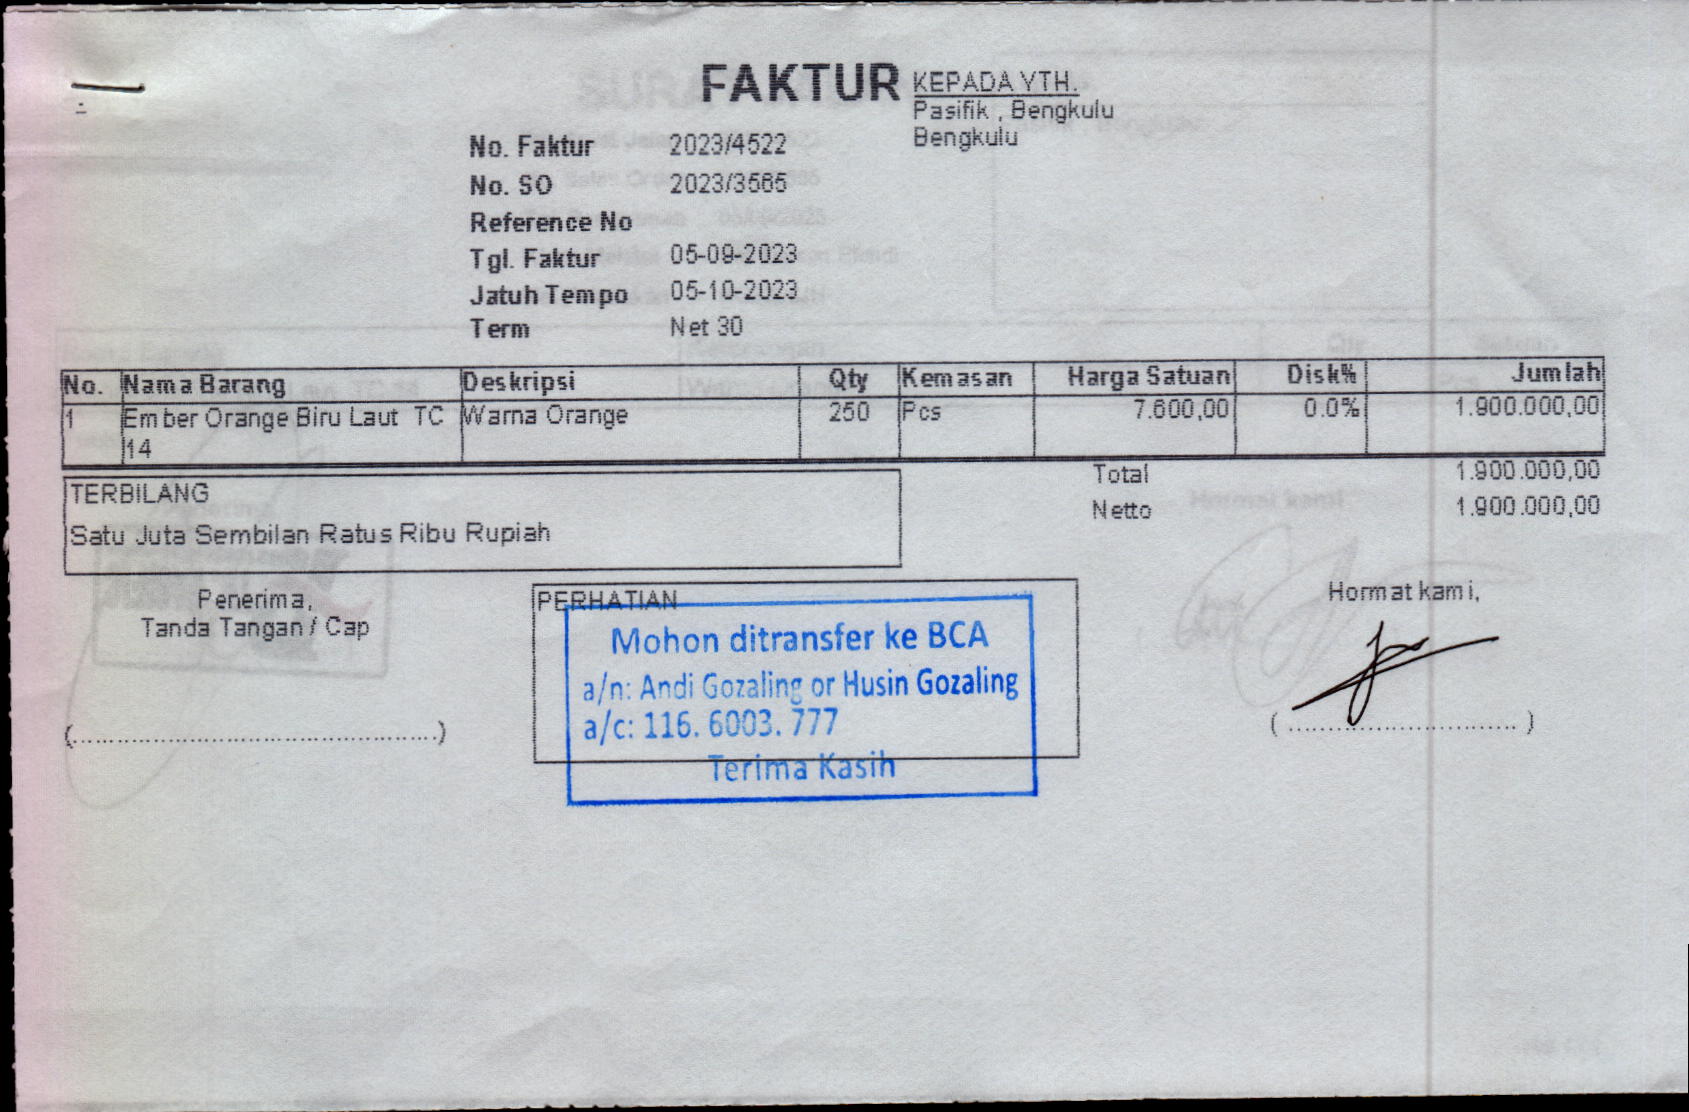 FAKTUR
KEPADA YTH.
Pasifik , Bengkulu
Bengkulu
No. Faktur 2023/4522
No. SO 2023/3565
Reference No
Tgl. Faktur 05-09-2023
Jatuh Tempo 05-10-2023
Term Net 30
No. Nama Barang Deskripsi Qty Kemasan Harga Satuan Disk% Jumlah
1 Ember Orange Biru Laut TC Warna Orange 250 Pcs 7.600,00 0.0% 1.900.000,00
14
Total 1.900.000,00
Netto 1.900.000,00
TERBILANG
Satu Juta Sembilan Ratus Ribu Rupiah
Penerima,
Tanda Tangan / Cap
(..............................................)
PERHATIAN
Mohon ditransfer ke BCA
a/n: Andi Gozaling or Husin Gozaling
a/c: 116. 6003. 777
Terima Kasih
Hormat kami,
( ............................. )